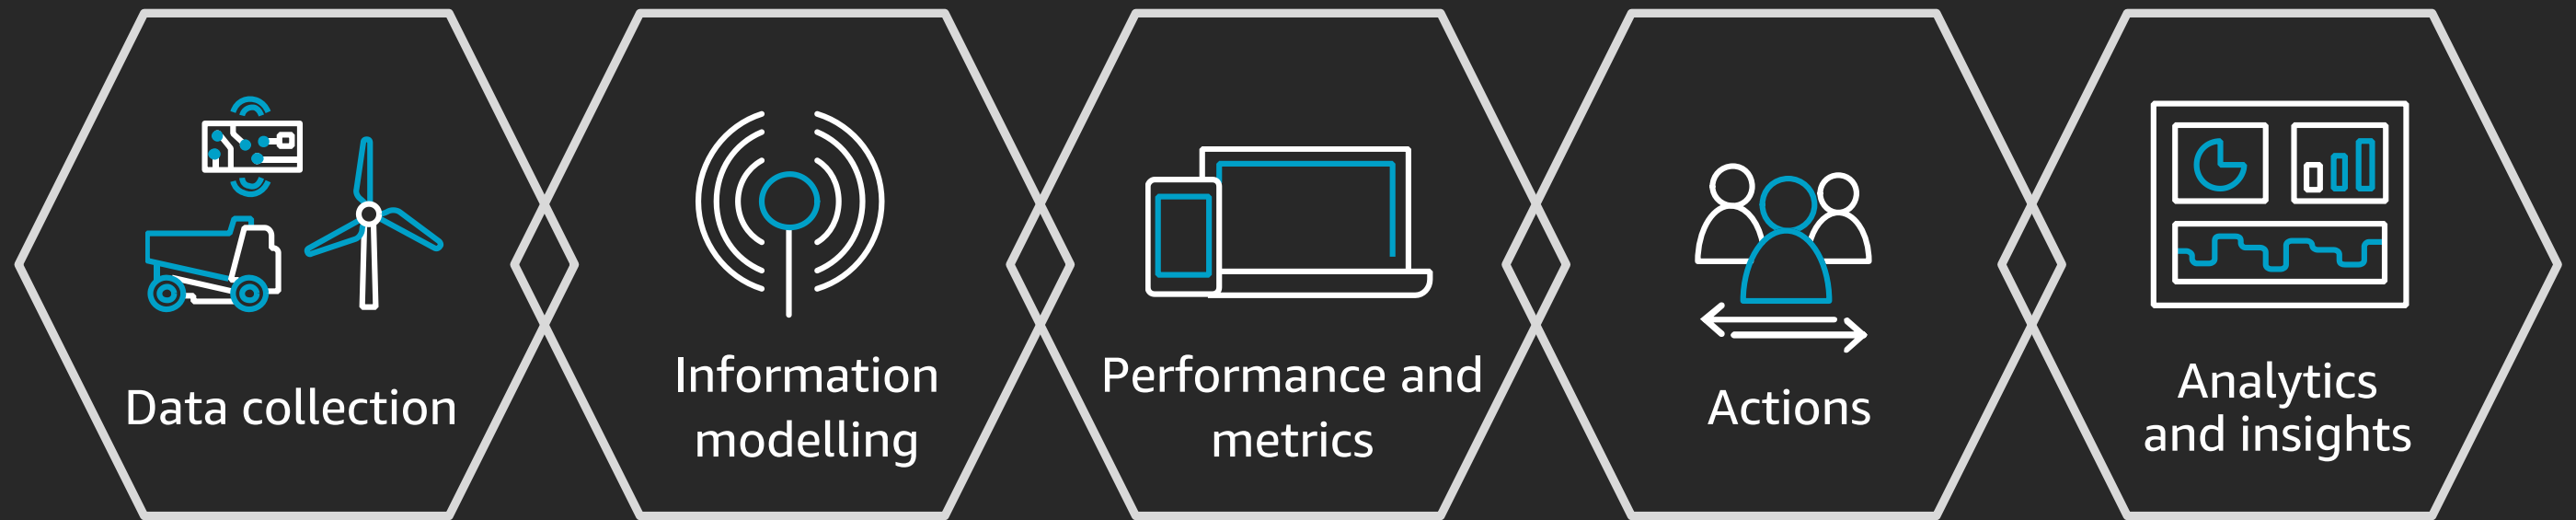 Data collection
Information
modelling
Performance and
metrics
Actions
Analytics
and insights